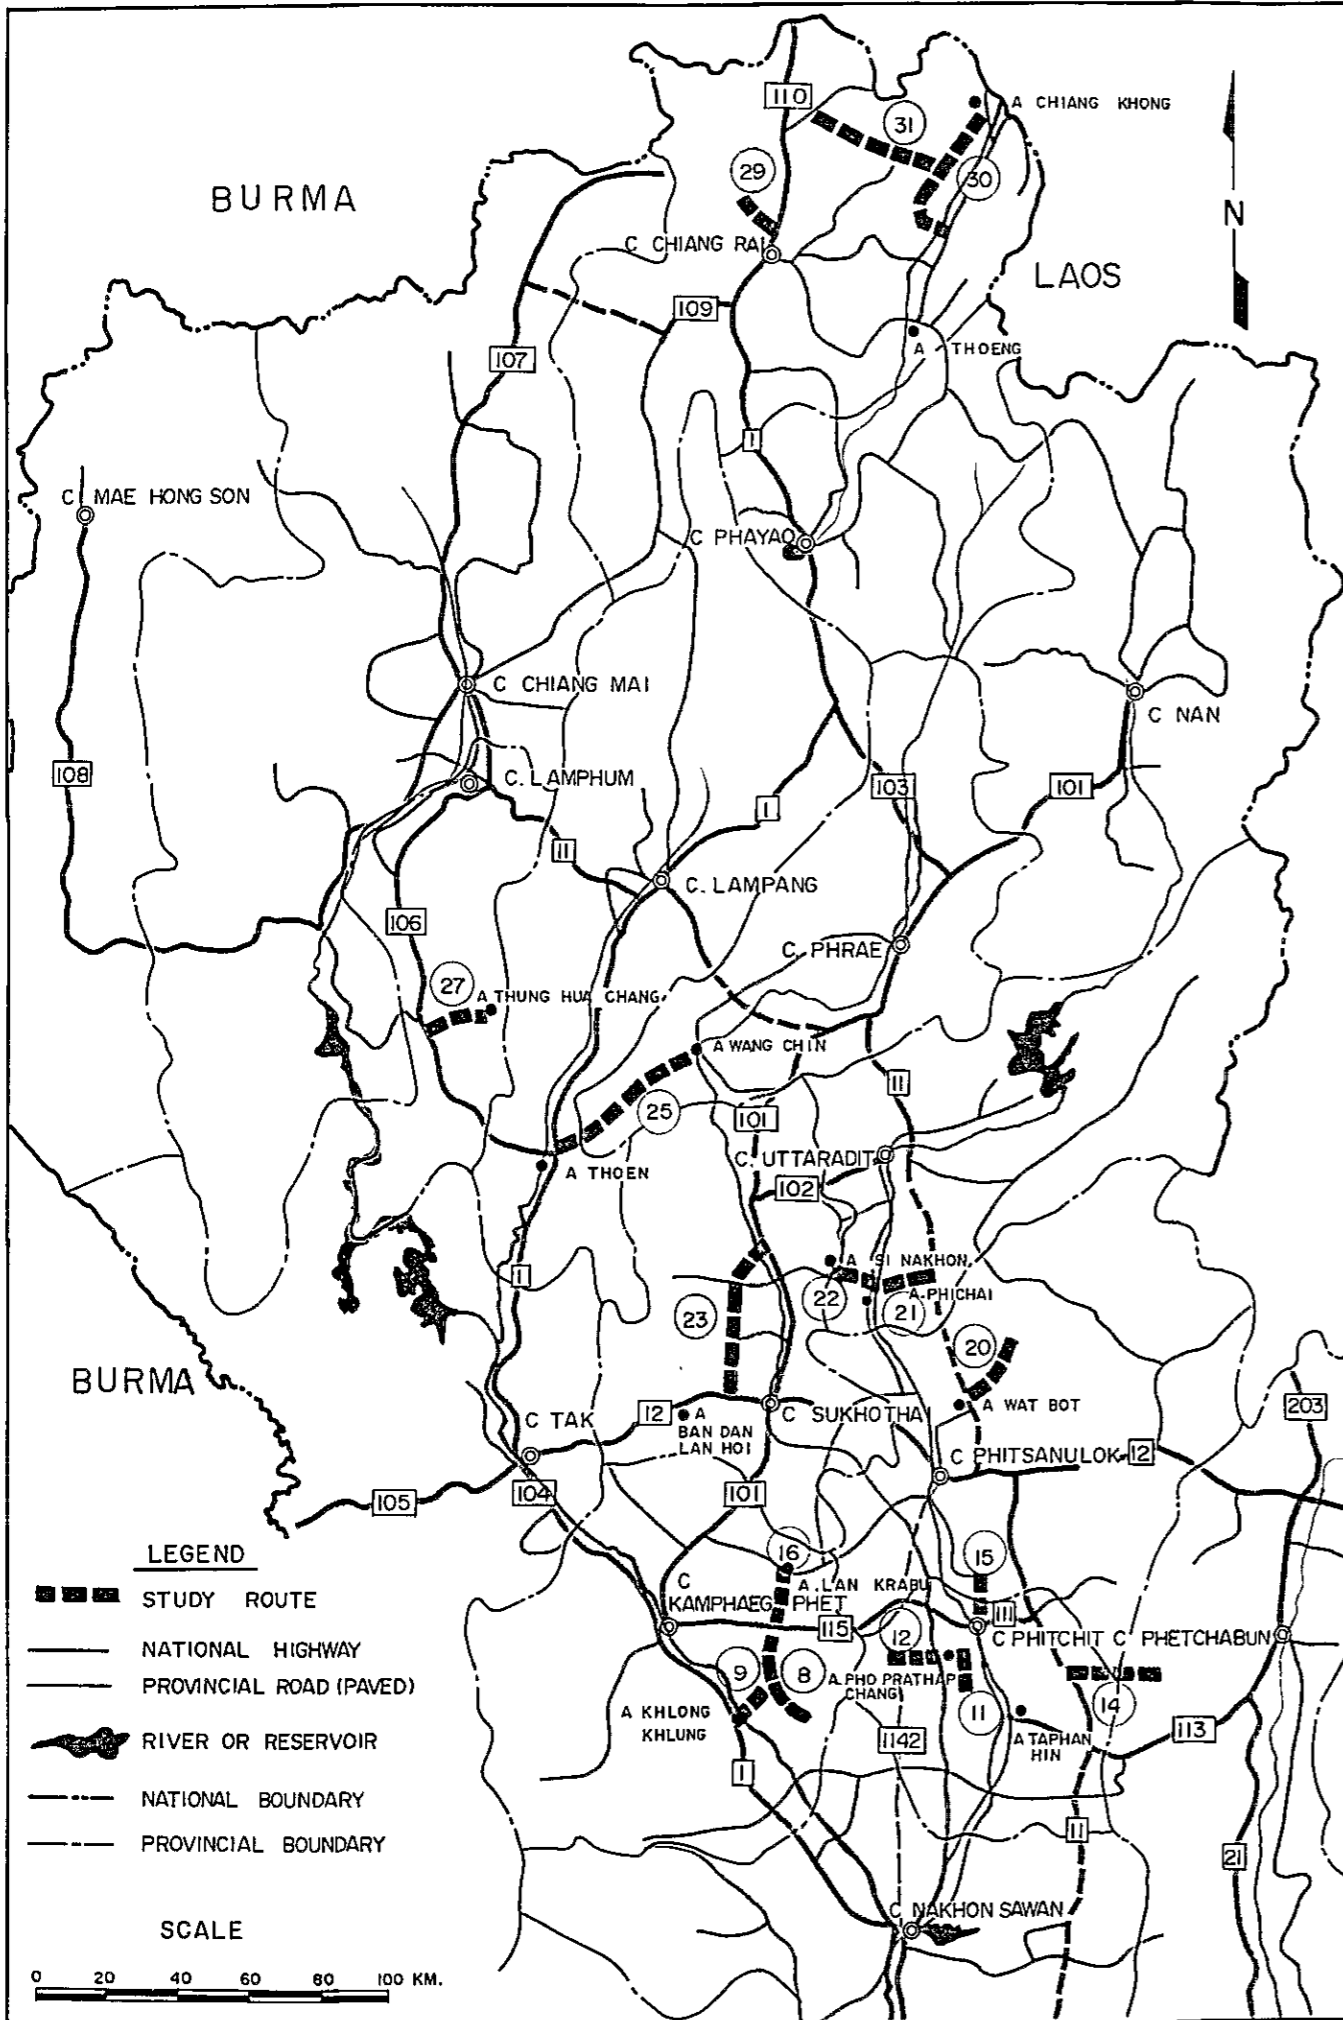 110
A CHIANG KHONG
31
29
30
BURMA
N
C CHIANG RAI
LAOS
109
107
A THOENG
1
C MAE HONG SON
C PHAYAO
C CHIANG MAI
C NAN
108
C. LAMPHUM
103
101
1
11
C. LAMPANG
106
C. PHRAE
27
A THUNG HUA CHANG
A WANG CHIN
11
25
101
C. UTTARADIT
A THOEN
102
A SI NAKHON
1
22
A. PHICHAI
21
23
20
BURMA
A WAT BOT
203
C TAK
12
A
BAN DAN
LAN HOI
C SUKHOTHAI
C PHITSANULOK
12
105
104
101
LEGEND
16
15
STUDY ROUTE
C
KAMPHAEG PHET
A. LAN KRABU
115
111
12
C PHITCHIT
C PHETCHABUN
NATIONAL HIGHWAY
PROVINCIAL ROAD (PAVED)
9
8
A. PHO PRATHAP
CHANG
11
14
A KHLONG
KHLUNG
A TAPHAN
HIN
113
1142
RIVER OR RESERVOIR
1
NATIONAL BOUNDARY
11
PROVINCIAL BOUNDARY
21
C NAKHON SAWAN
SCALE
0 20 40 60 80 100 KM.